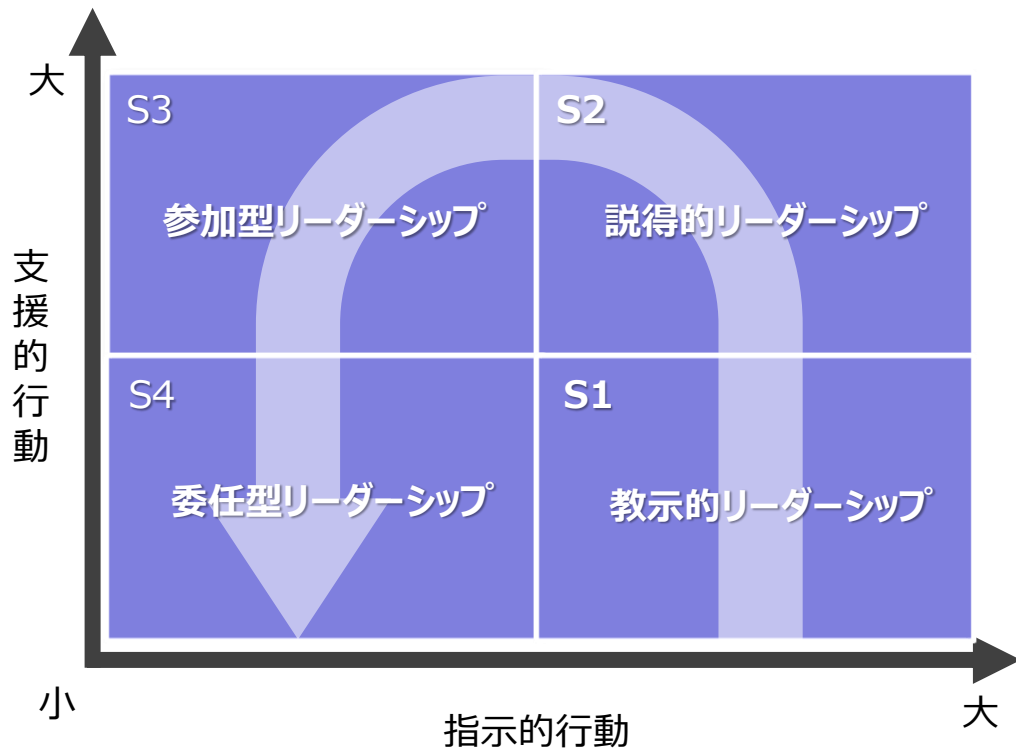 大
S3
S2
参加型リーダーシップ
説得的リーダーシップ
支援的行動
S4
S1
委任型リーダーシップ
教示的リーダーシップ
小
大
指示的行動